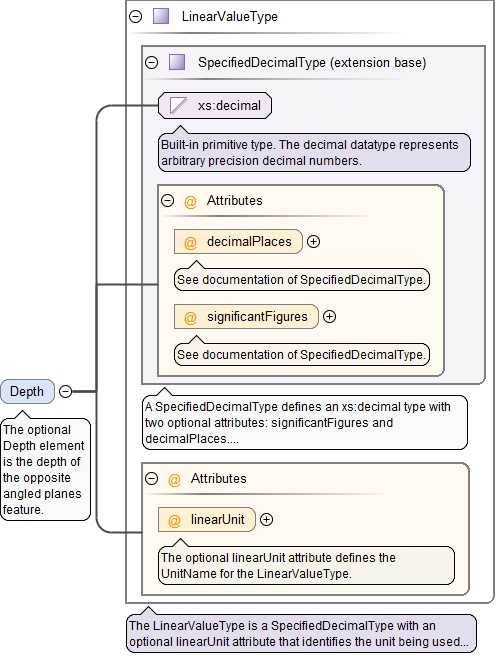 LinearValueType
SpecifiedDecimalType (extension base)
xs:decimal
Built-in primitive type. The decimal datatype represents
arbitrary precision decimal numbers.
@ Attributes
@ decimalPlaces
See documentation of SpecifiedDecimalType.
@ significantFigures
See documentation of SpecifiedDecimalType.
A SpecifiedDecimalType defines an xs:decimal type with
two optional attributes: significantFigures and
decimalPlaces....
@ Attributes
@ linearUnit
The optional linearUnit attribute defines the
UnitName for the LinearValueType.
The LinearValueType is a SpecifiedDecimalType with an
optional linearUnit attribute that identifies the unit being used...
Depth
The optional
Depth element
is the depth of
the opposite
angled planes
feature.